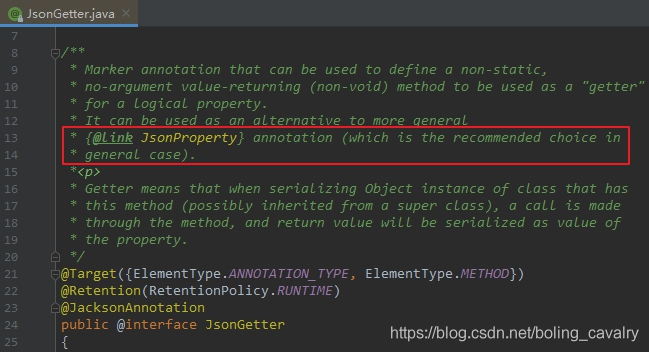 JsonGetter.java
7
8 /**
9 * Marker annotation that can be used to define a non-static,
10 * no-argument value-returning (non-void) method to be used as a "getter"
11 * for a logical property.
12 * It can be used as an alternative to more general
13 * {@link JsonProperty} annotation (which is the recommended choice in
14 * general case).
15 *<p>
16 * Getter means that when serializing Object instance of class that has
17 * this method (possibly inherited from a super class), a call is made
18 * through the method, and return value will be serialized as value of
19 * the property.
20 */
21 @Target({ElementType.ANNOTATION_TYPE, ElementType.METHOD})
22 @Retention(RetentionPolicy.RUNTIME)
23 @JacksonAnnotation
24 public @interface JsonGetter
25 {
https://blog.csdn.net/boling_cavalry